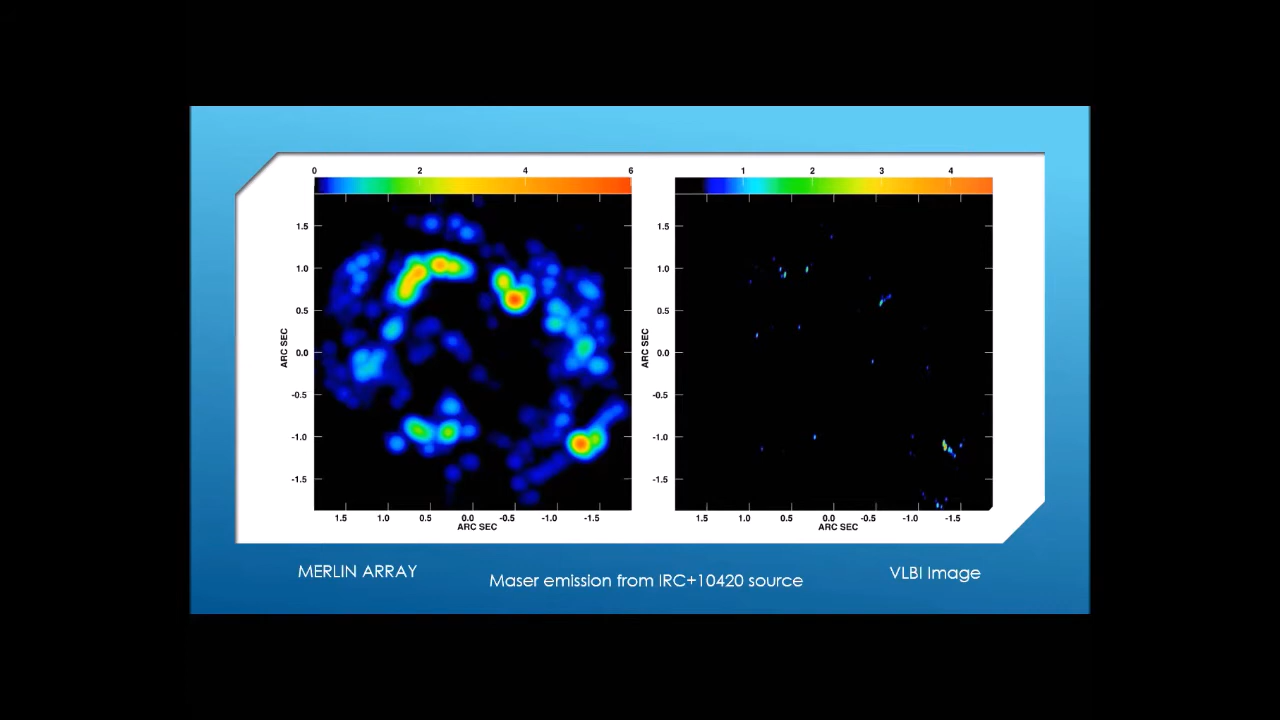 0 2 4 6
1.5
1.0
0.5
0.0
-0.5
-1.0
-1.5
ARC SEC
1.5 1.0 0.5 0.0 -0.5 -1.0 -1.5
ARC SEC
1 2 3 4
1.5
1.0
0.5
0.0
-0.5
-1.0
-1.5
ARC SEC
1.5 1.0 0.5 0.0 -0.5 -1.0 -1.5
ARC SEC
MERLIN ARRAY
Maser emission from IRC+10420 source
VLBI Image